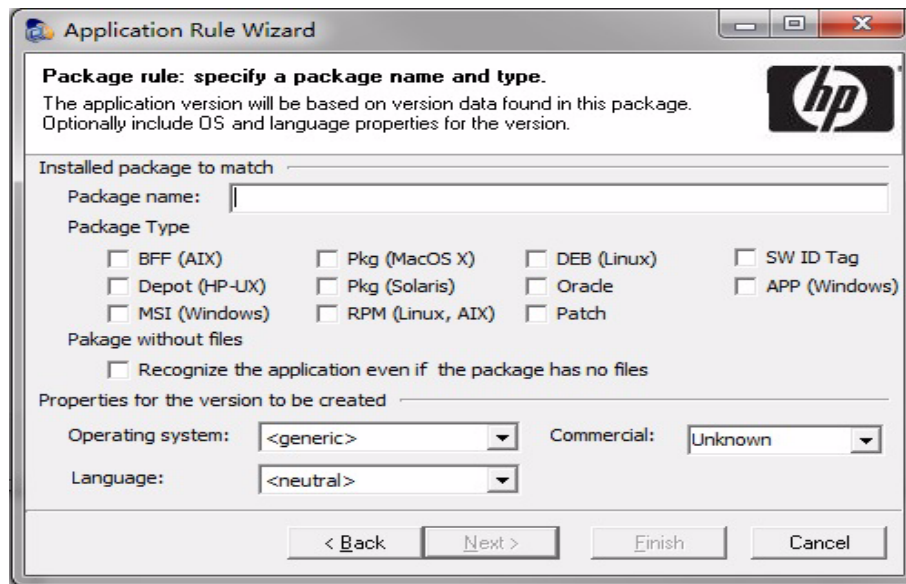 Application Rule Wizard
Package rule: specify a package name and type.
The application version will be based on version data found in this package.
Optionally include OS and language properties for the version.
hp
Installed package to match
Package name:
Package Type
BFF (AIX) Pkg (MacOS X) DEB (Linux) SW ID Tag
Depot (HP-UX) Pkg (Solaris) Oracle APP (Windows)
MSI (Windows) RPM (Linux, AIX) Patch
Pakage without files
Recognize the application even if the package has no files
Properties for the version to be created
Operating system: <generic> Commercial: Unknown
Language: <neutral>
< Back Next > Finish Cancel